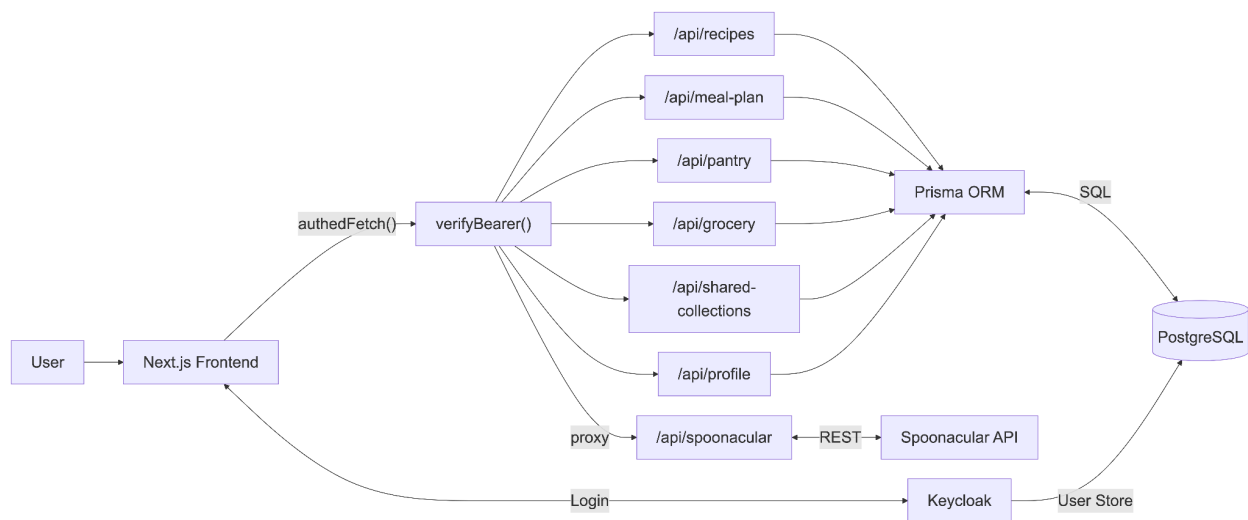 /api/recipes
/api/meal-plan
/api/pantry
Prisma ORM
SQL
authedFetch()
verifyBearer()
/api/grocery
/api/shared-
collections
PostgreSQL
User
Next.js Frontend
/api/profile
proxy
/api/spoonacular
REST
Spoonacular API
Login
Keycloak
User Store